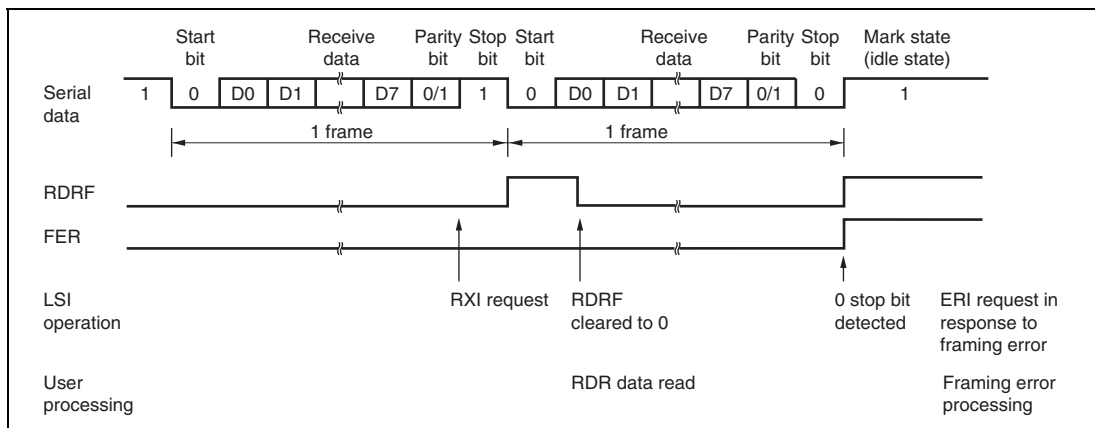 Start bit
Receive data
Parity bit
Stop bit
Start bit
Receive data
Parity bit
Stop bit
Mark state (idle state)
Serial data
1 0 D0 D1 D7 0/1 1 0 D0 D1 D7 0/1 0 1
1 frame
1 frame
RDRF
FER
LSI operation
RXI request
RDRF cleared to 0
0 stop bit detected
ERI request in response to framing error
User processing
RDR data read
Framing error processing